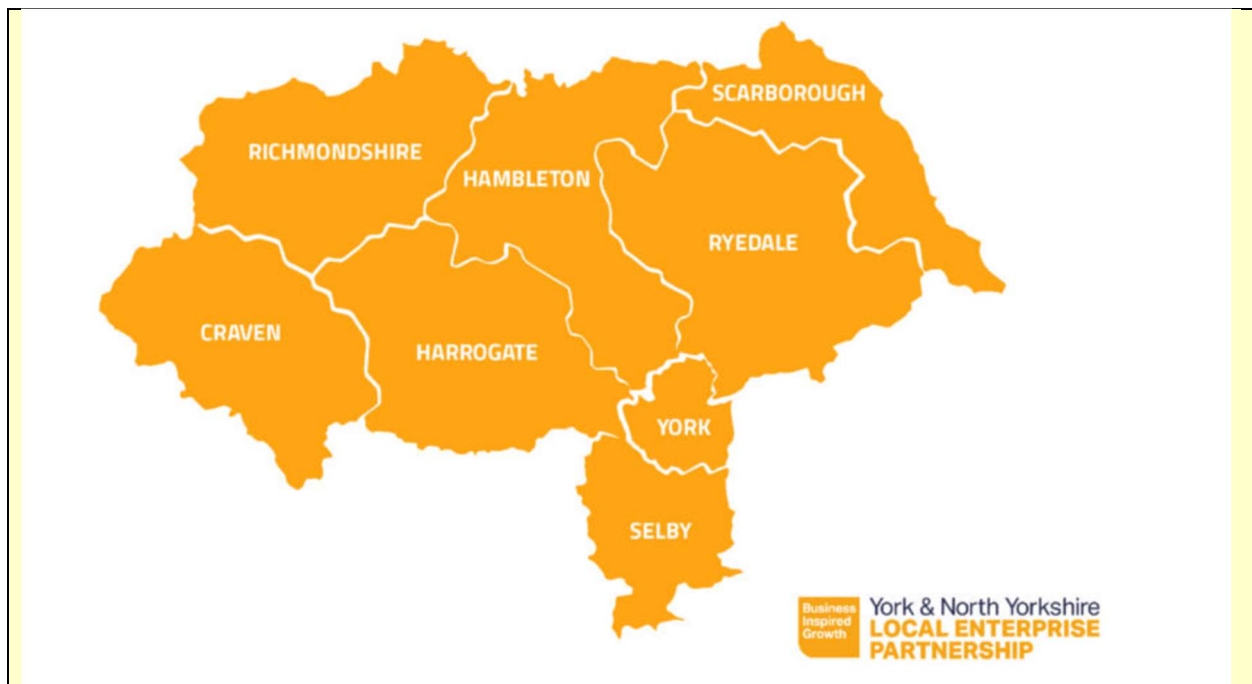 SCARBOROUGH
RICHMONDSHIRE
HAMBLETON
RYEDALE
CRAVEN
HARROGATE
YORK
SELBY
Business
Inspired
Growth
York & North Yorkshire
LOCAL ENTERPRISE
PARTNERSHIP